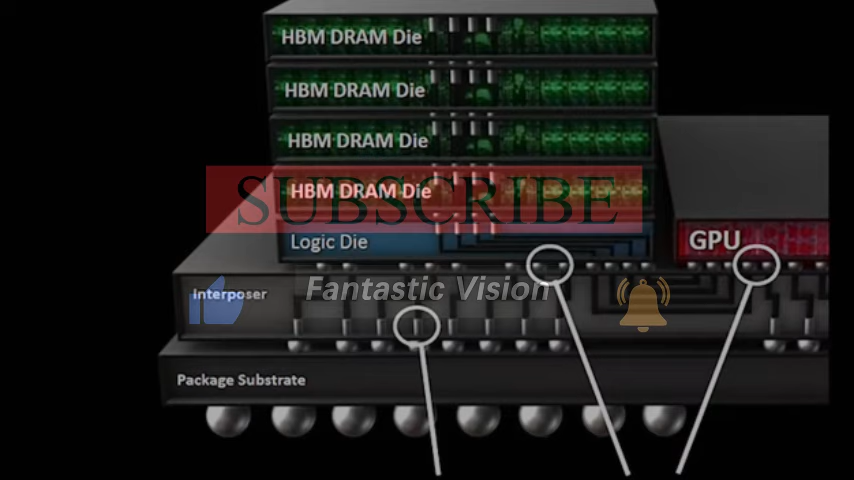 HBM DRAM Die
HBM DRAM Die
HBM DRAM Die
SUBSCRIBE
HBM DRAM Die
Logic Die
GPU
Interposer
Fantastic Vision
Package Substrate